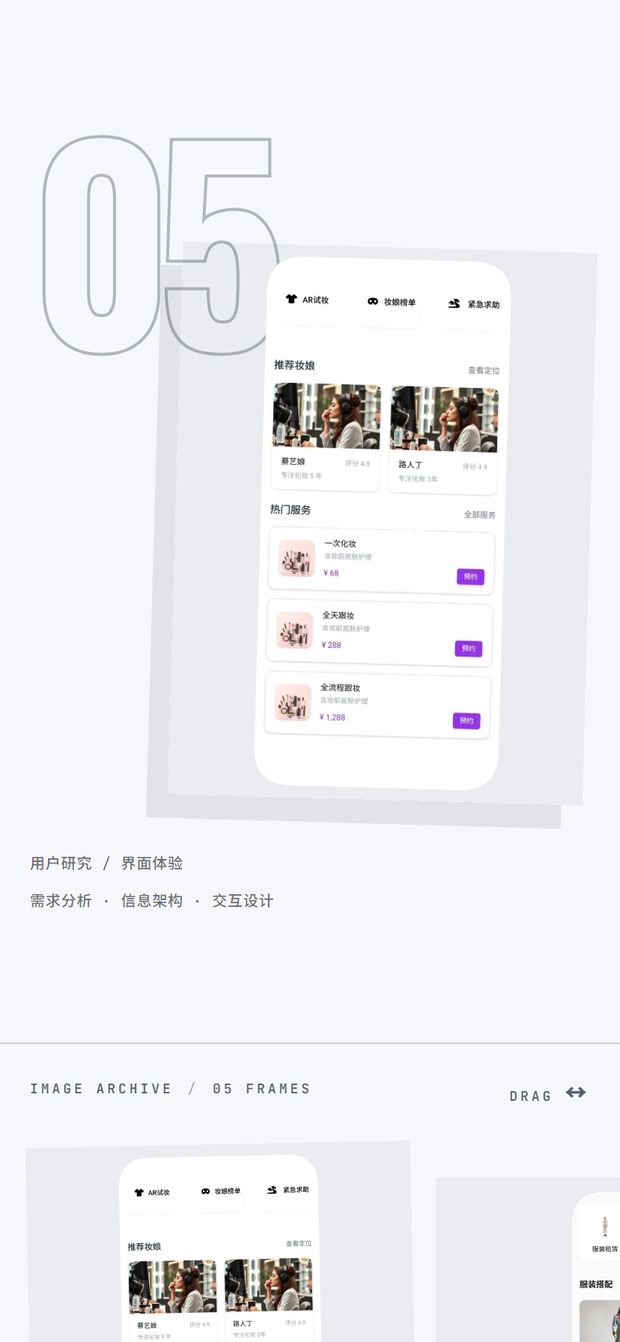 05
AR试妆 妆娘榜单 紧急求助
推荐妆娘 查看定位
蔡艺娘 评分 4.9 路人丁 评分 4.9
专注化妆 5 年 专注化妆 3年
热门服务 全部服务
一次化妆
含妆前皮肤护理
¥ 68 预约
全天跟妆
含妆前皮肤护理
¥ 288 预约
全流程跟妆
含妆前皮肤护理
¥ 1,288 预约
用户研究 / 界面体验
需求分析 · 信息架构 · 交互设计
IMAGE ARCHIVE / 05 FRAMES DRAG
AR试妆 妆娘榜单 紧急求助
推荐妆娘 查看定位
蔡艺娘 评分 4.9 路人丁 评分 4.9
专注化妆 5 年 专注化妆 3年
服装租赁
服装搭配